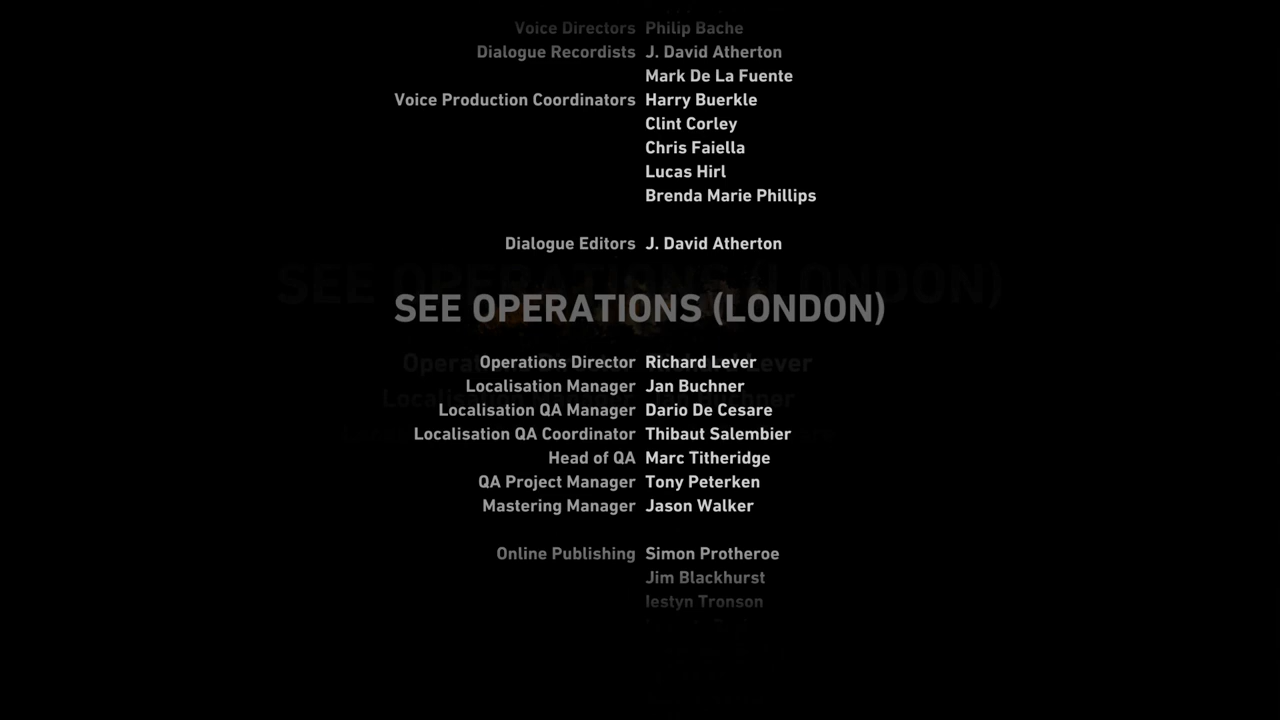 Voice Directors Philip Bache
Dialogue Recordists J. David Atherton
Mark De La Fuente
Voice Production Coordinators Harry Buerkle
Clint Corley
Chris Faiella
Lucas Hirl
Brenda Marie Phillips
Dialogue Editors J. David Atherton
SEE OPERATIONS (LONDON)
Operations Director Richard Lever
Localisation Manager Jan Buchner
Localisation QA Manager Dario De Cesare
Localisation QA Coordinator Thibaut Salembier
Head of QA Marc Titheridge
QA Project Manager Tony Peterken
Mastering Manager Jason Walker
Online Publishing Simon Protheroe
Jim Blackhurst
Iestyn Tronson